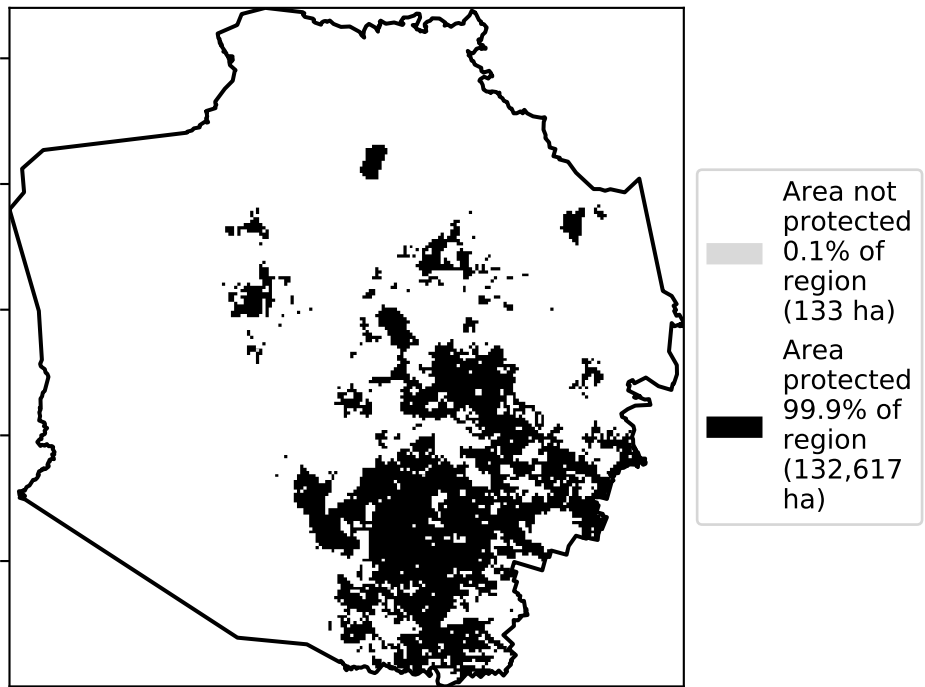 Area not
protected
0.1% of
region
(133 ha)
Area
protected
99.9% of
region
(132,617
ha)